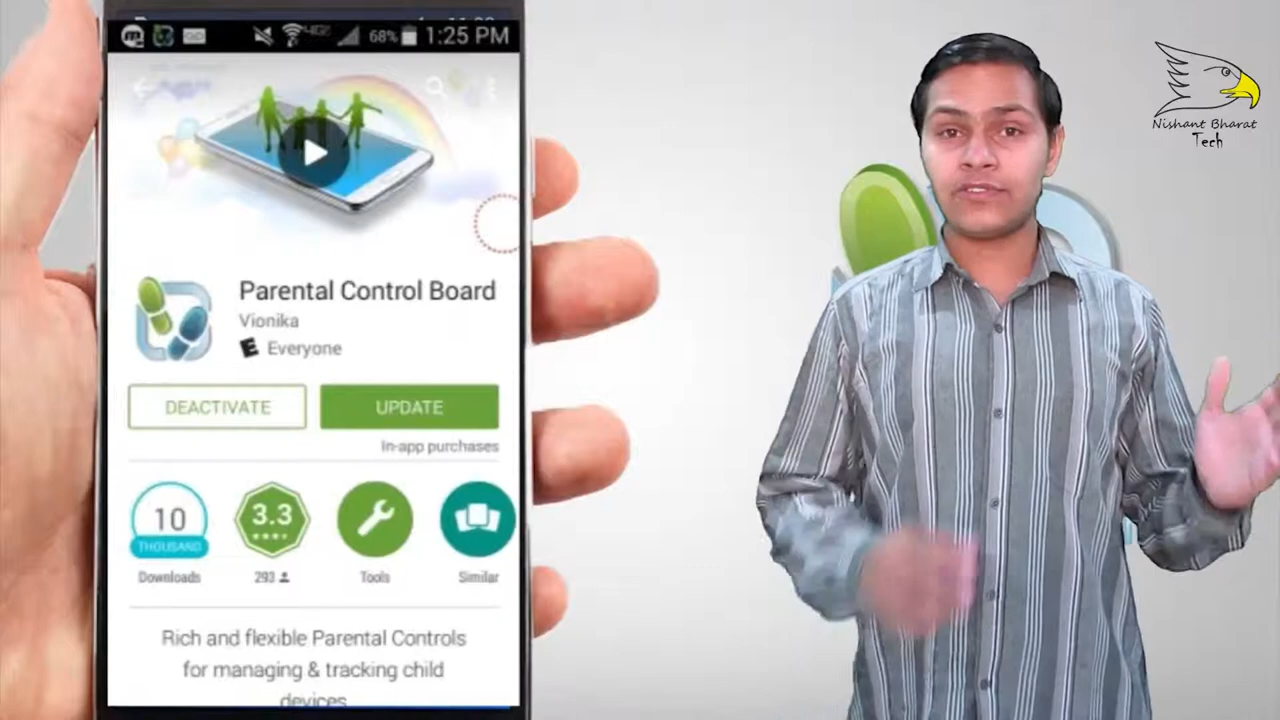 68% 1:25 PM
Parental Control Board
Vionika
E Everyone
DEACTIVATE UPDATE
In-app purchases
10
THOUSAND
3.3
Downloads 293 Tools Similar
Rich and flexible Parental Controls
for managing & tracking child
devices
Nishant Bharat
Tech